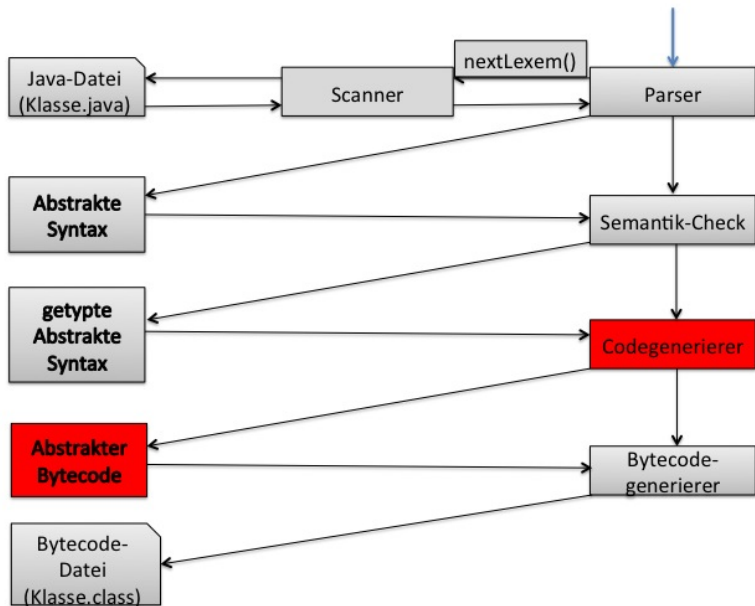 nextLexem()
Java-Datei
(Klasse.java)
Scanner
Parser
Abstrakte
Syntax
Semantik-Check
getypte
Abstrakte
Syntax
Codegenerierer
Abstrakter
Bytecode
Bytecode-
generierer
Bytecode-
Datei
(Klasse.class)